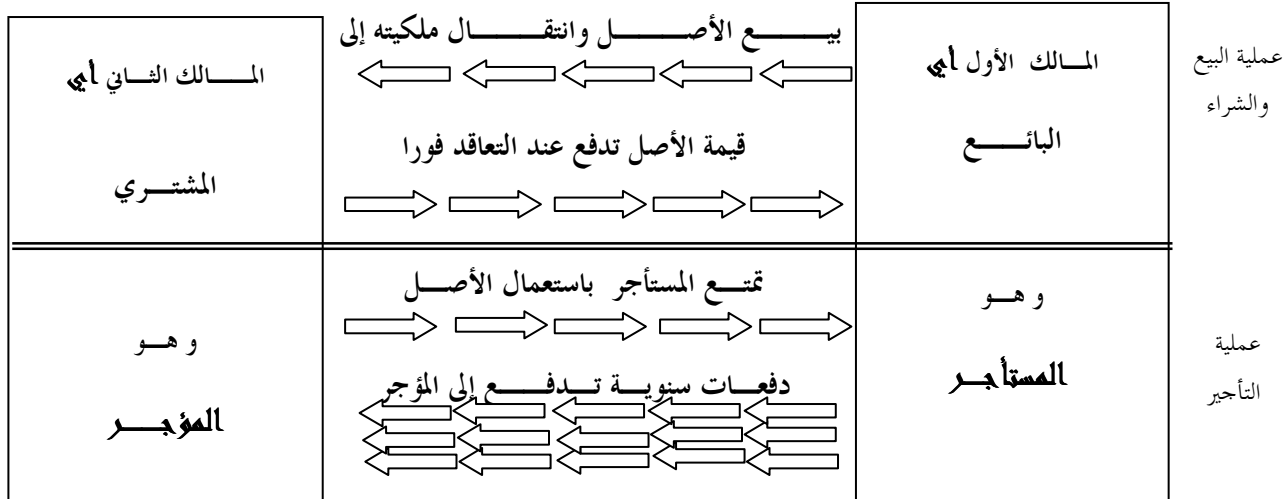 عملية البيع
والشراء
المالك الأول أي
البائع
بيع الأصل وانتقال ملكيته إلى
قيمة الأصل تدفع عند التعاقد فورا
المالك الثاني أي
المشتري
عملية
التأجير
و هو
المستأجر
تمتع المستأجر باستعمال الأصل
دفعات سنوية تدفع إلى المؤجر
و هو
المؤجر